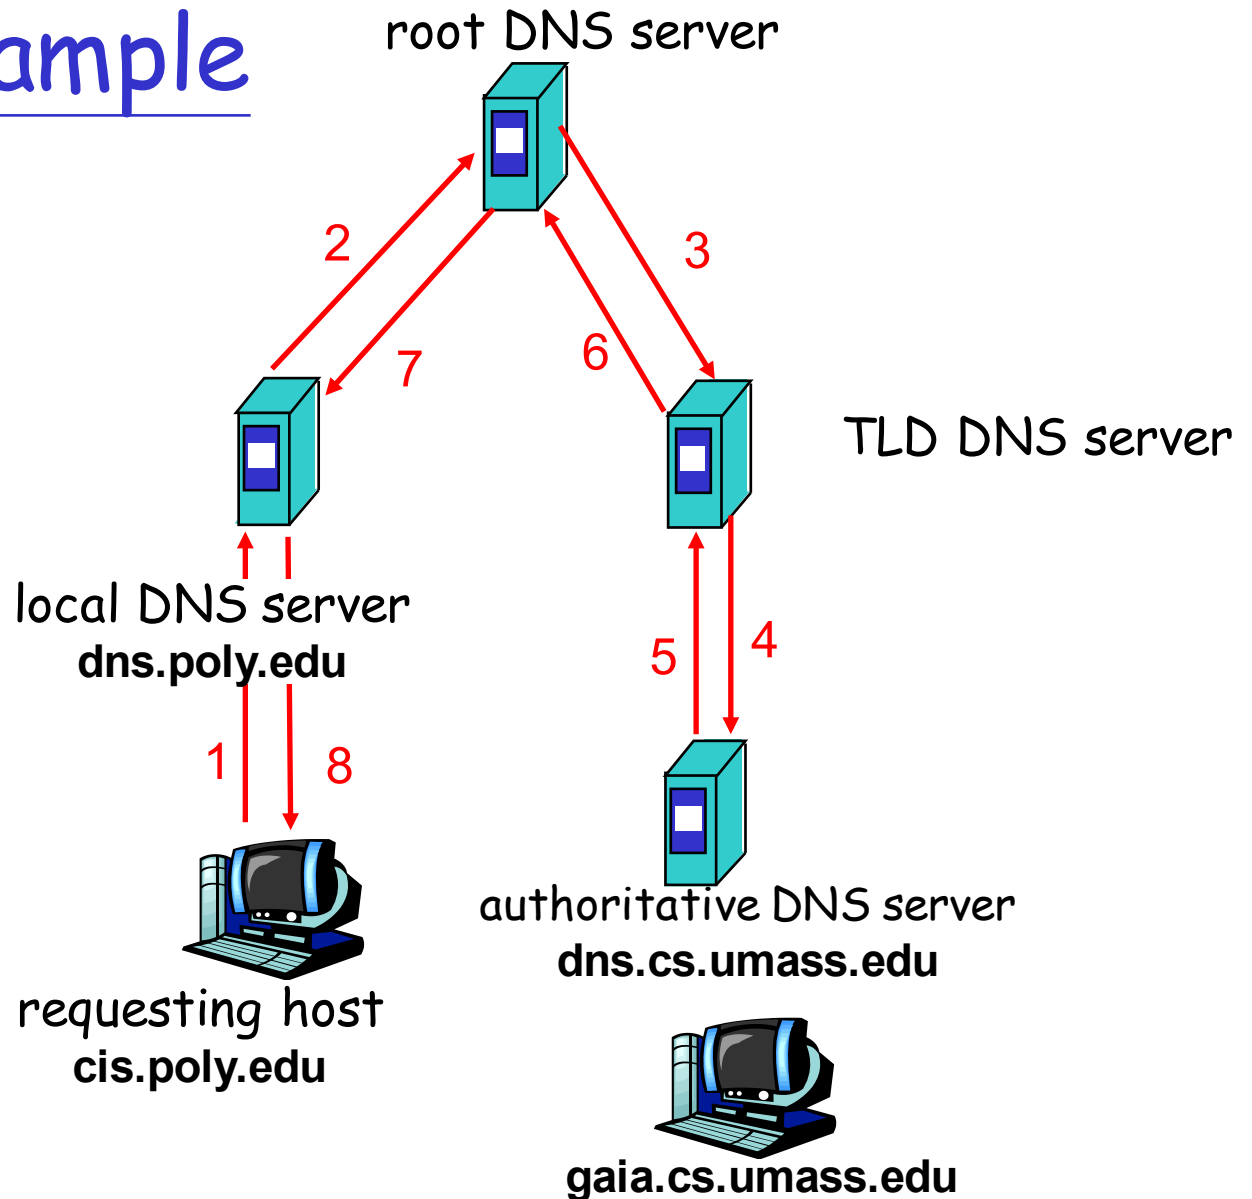 ample
root DNS server
2
3
7
6
TLD DNS server
local DNS server
dns.poly.edu
5
4
1
8
authoritative DNS server
dns.cs.umass.edu
requesting host
cis.poly.edu
gaia.cs.umass.edu